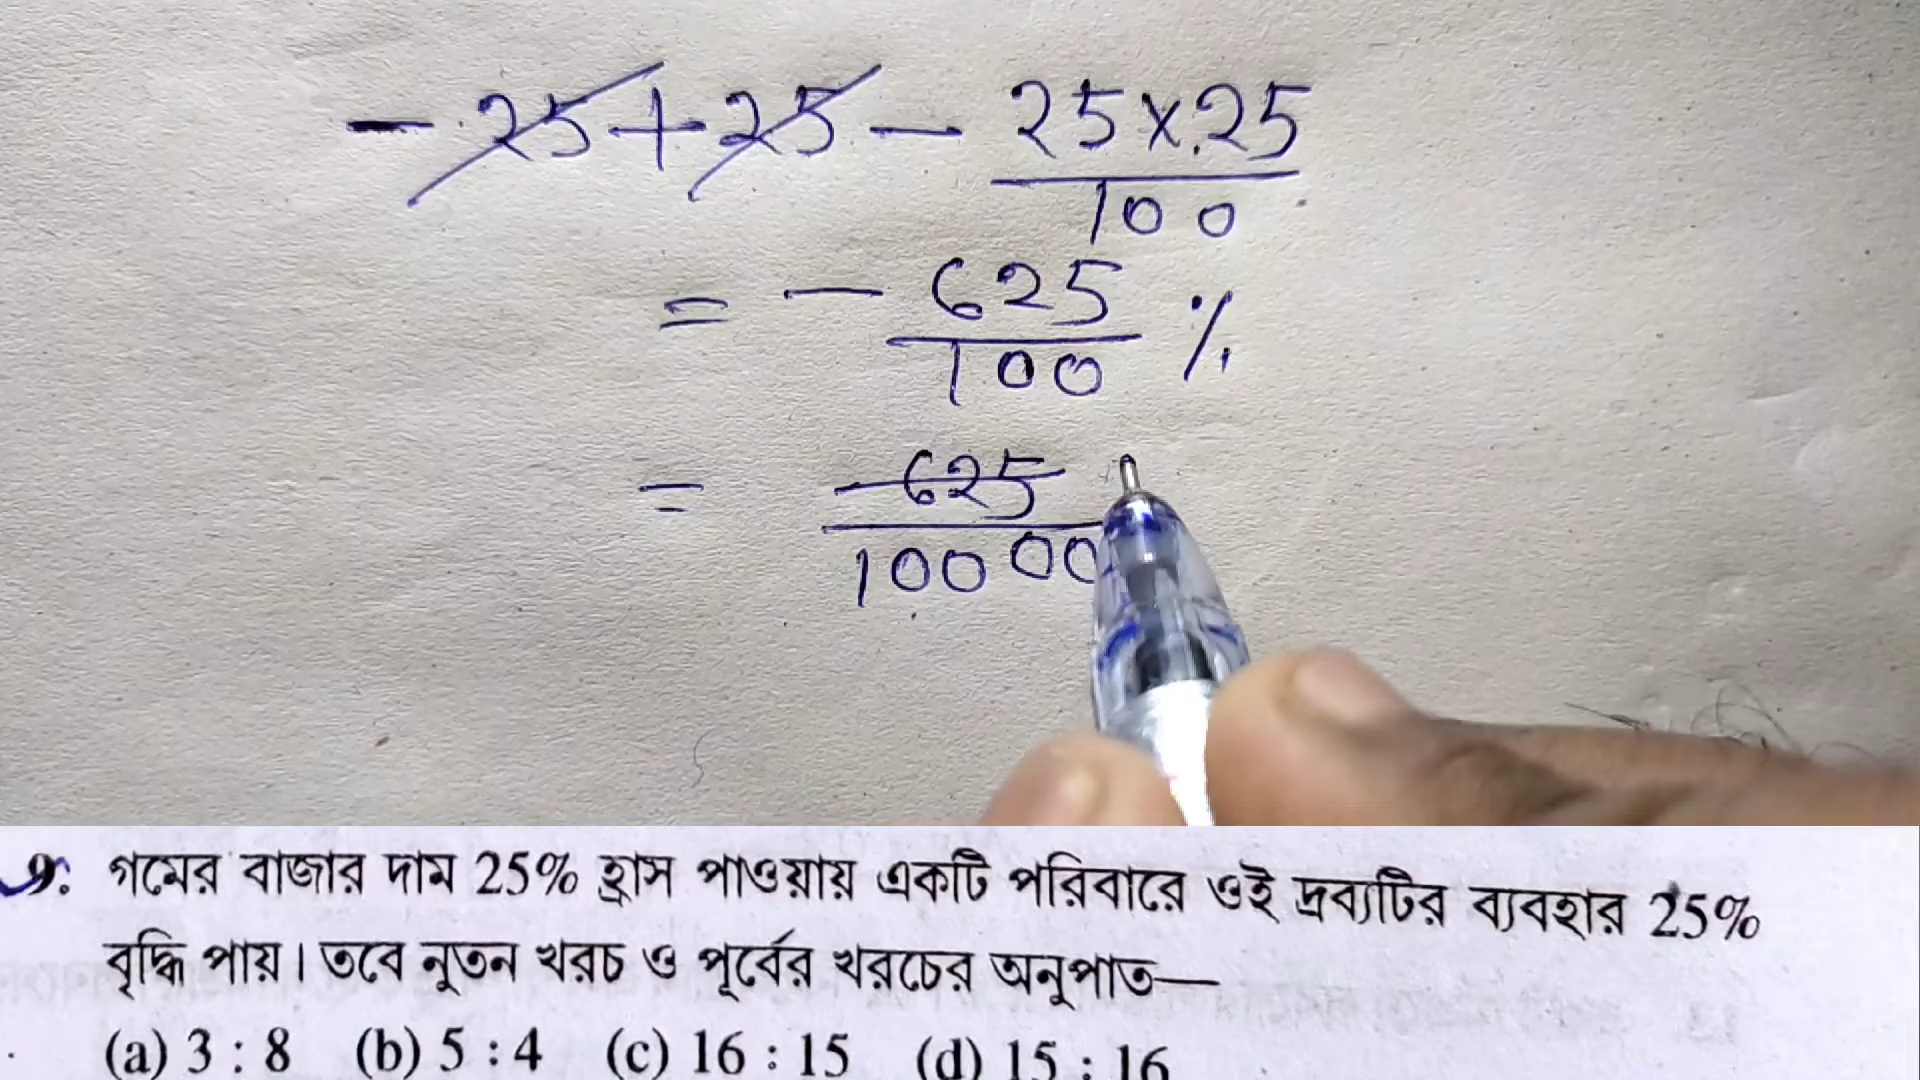 - 25 + 25 - 25 × 25
100
= - 625 %
100
= - 625
10000
9. গমের বাজার দাম 25% হ্রাস পাওয়ায় একটি পরিবারে ওই দ্রব্যটির ব্যবহার 25%
বৃদ্ধি পায়। তবে নুতন খরচ ও পূর্বের খরচের অনুপাত—
(a) 3 : 8 (b) 5 : 4 (c) 16 : 15 (d) 15 : 16